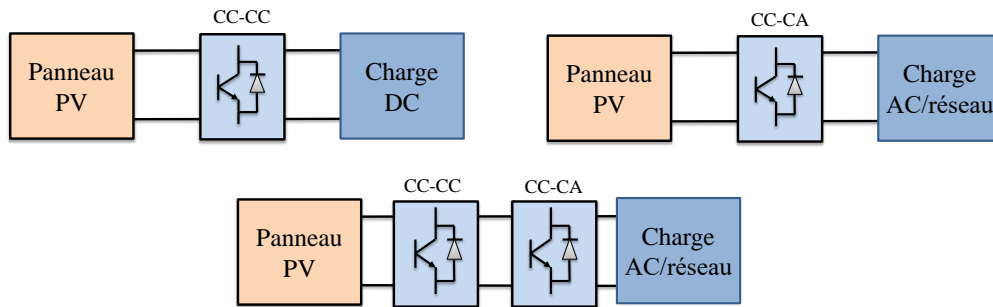 CC-CC
Panneau
PV
Charge
DC
CC-CA
Panneau
PV
Charge
AC/réseau
CC-CC
CC-CA
Panneau
PV
Charge
AC/réseau